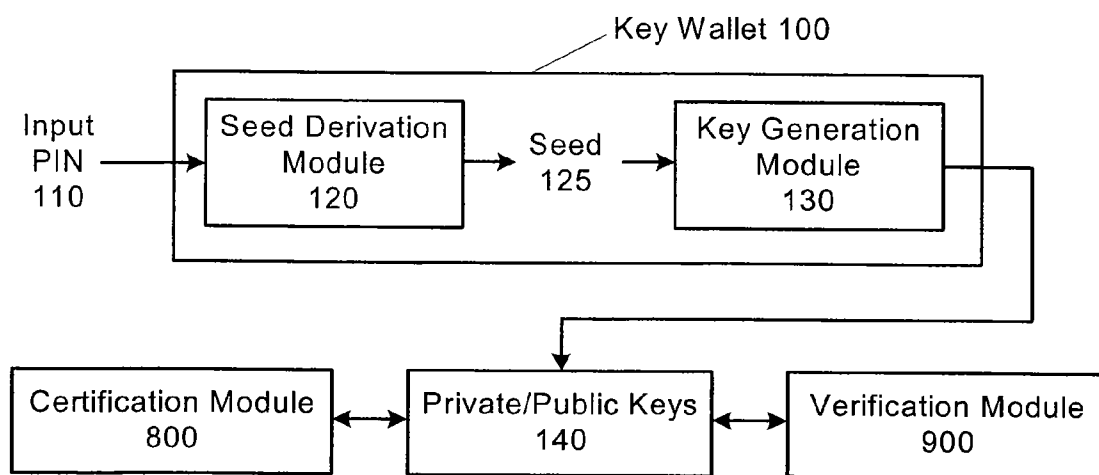 Key Wallet 100
Input
PIN
110
Seed Derivation
Module
120
Seed
125
Key Generation
Module
130
Certification Module
800
Private/Public Keys
140
Verification Module
900